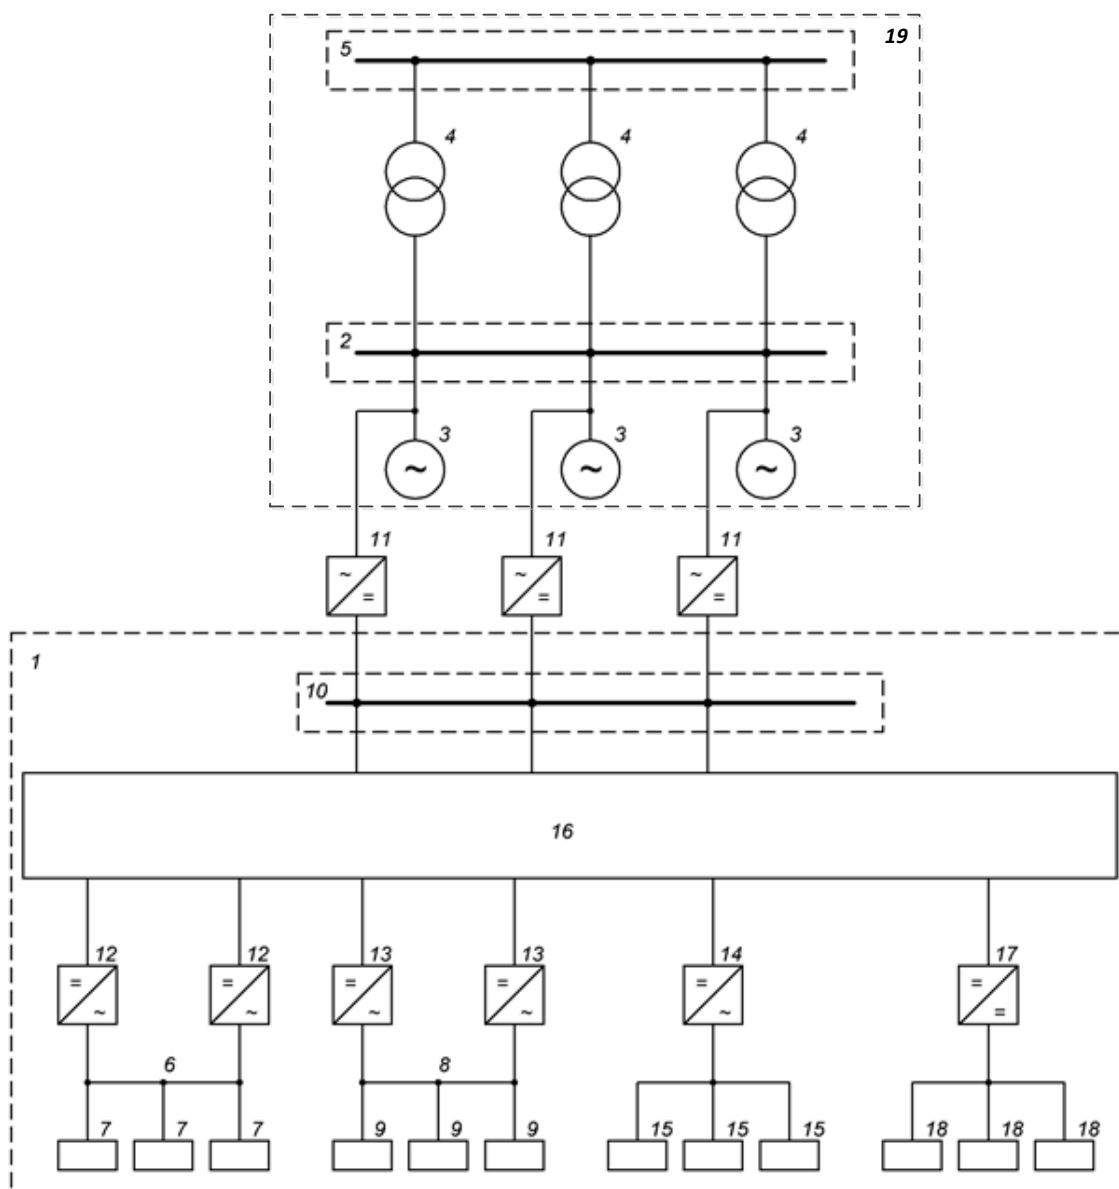 19
5
4 4 4
2
3 3 3
~ ~ ~
11 11 11
~ ~ ~
= = =
1
10
16
12 12 13 13 14 17
= = = = = =
~ ~ ~ ~ ~ =
6 8
7 7 7 9 9 9 15 15 15 18 18 18